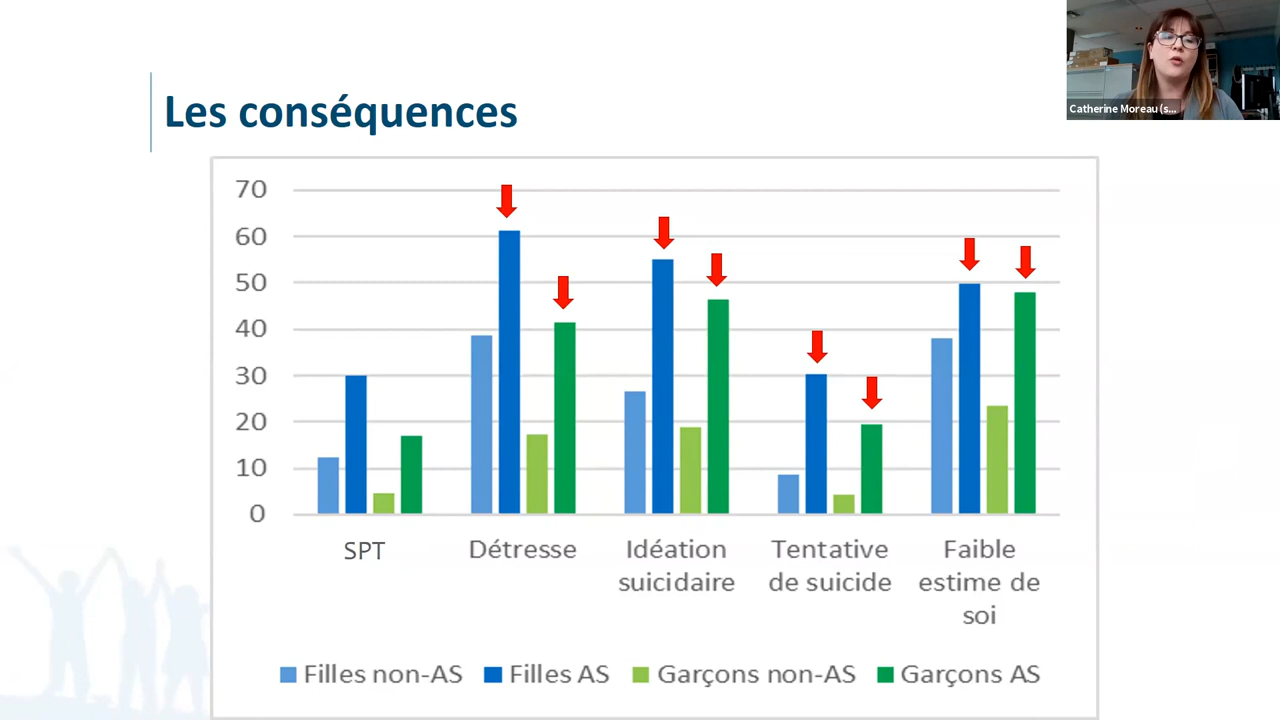 Catherine Moreau (s...
Les conséquences
70
60
50
40
30
20
10
0
SPT
Détresse
Idéation
suicidaire
Tentative
de suicide
Faible
estime de
soi
Filles non-AS
Filles AS
Garçons non-AS
Garçons AS